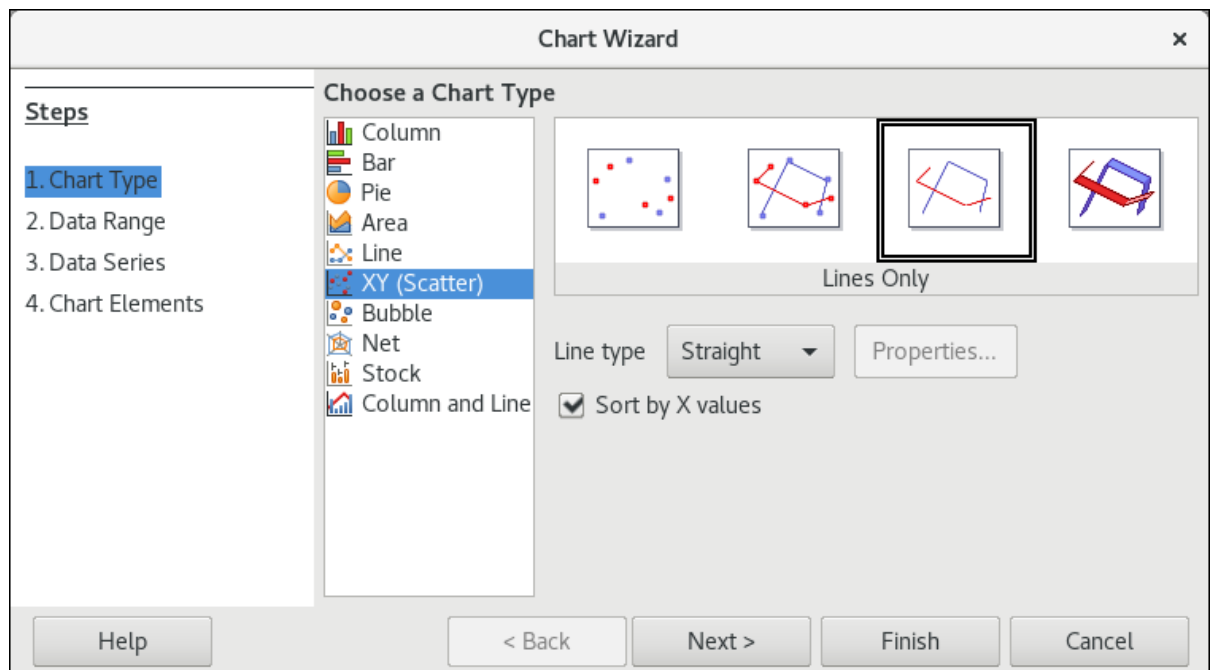 Chart Wizard
×
Steps
1. Chart Type
2. Data Range
3. Data Series
4. Chart Elements
Choose a Chart Type
Column
Bar
Pie
Area
Line
XY (Scatter)
Bubble
Net
Stock
Column and Line
Lines Only
Line type Straight Properties...
Sort by X values
Help < Back Next > Finish Cancel